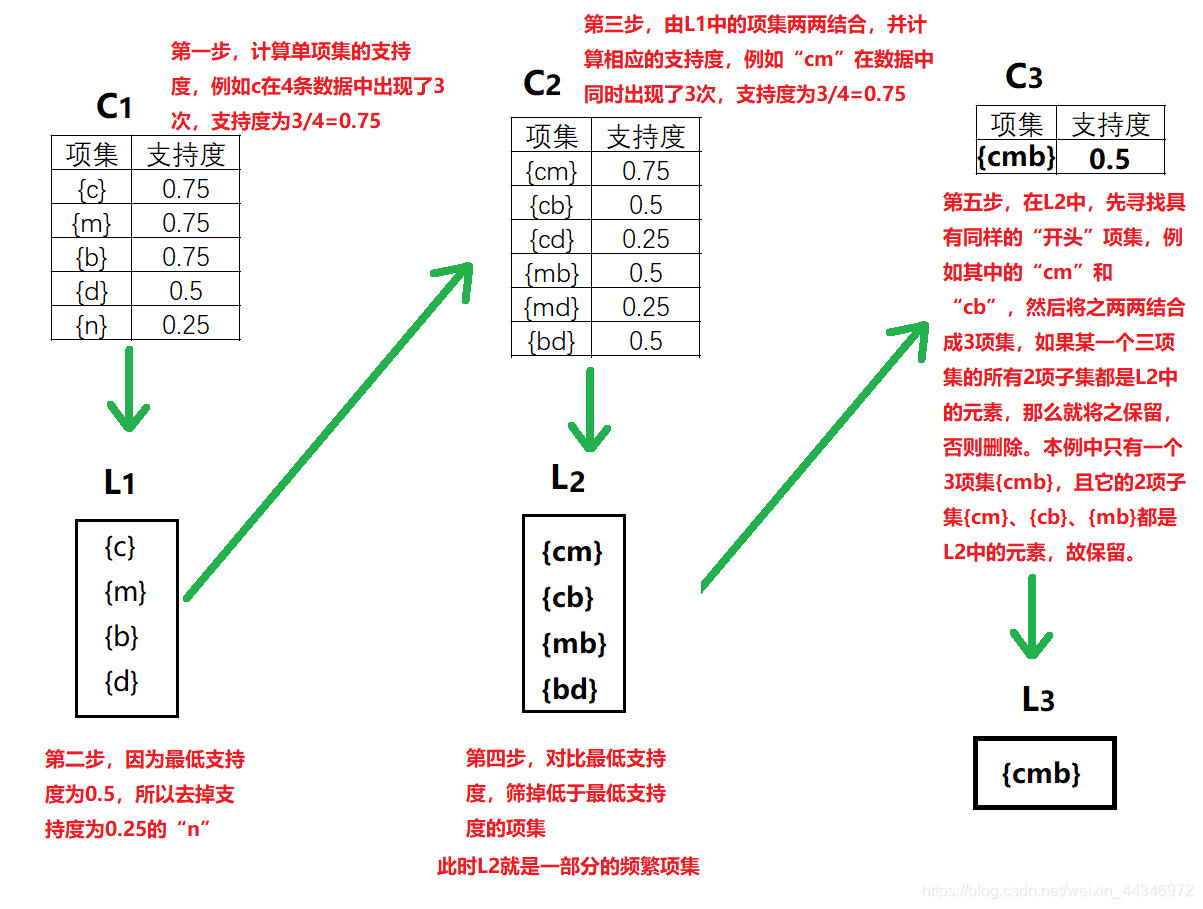 第一步，计算单项集的支持
度，例如c在4条数据中出现了3
次，支持度为3/4=0.75
C1
项集 支持度
{c} 0.75
{m} 0.75
{b} 0.75
{d} 0.5
{n} 0.25
L1
{c}
{m}
{b}
{d}
第二步，因为最低支持
度为0.5，所以去掉支
持度为0.25的“n”
第三步，由L1中的项集两两结合，并计
算相应的支持度，例如“cm”在数据中
同时出现了3次，支持度为3/4=0.75
C2
项集 支持度
{cm} 0.75
{cb} 0.5
{cd} 0.25
{mb} 0.5
{md} 0.25
{bd} 0.5
L2
{cm}
{cb}
{mb}
{bd}
第四步，对比最低支持
度，筛掉低于最低支持
度的项集
此时L2就是一部分的频繁项集
C3
项集 支持度
{cmb} 0.5
第五步，在L2中，先寻找具
有同样的“开头”项集，例
如其中的“cm”和
“cb”，然后将之两两结合
成3项集，如果某一个三项
集的所有2项子集都是L2中
的元素，那么就将之保留，
否则删除。本例中只有一个
3项集{cmb}，且它的2项子
集{cm}、{cb}、{mb}都是
L2中的元素，故保留。
L3
{cmb}
https://blog.csdn.net/weixin_44346972